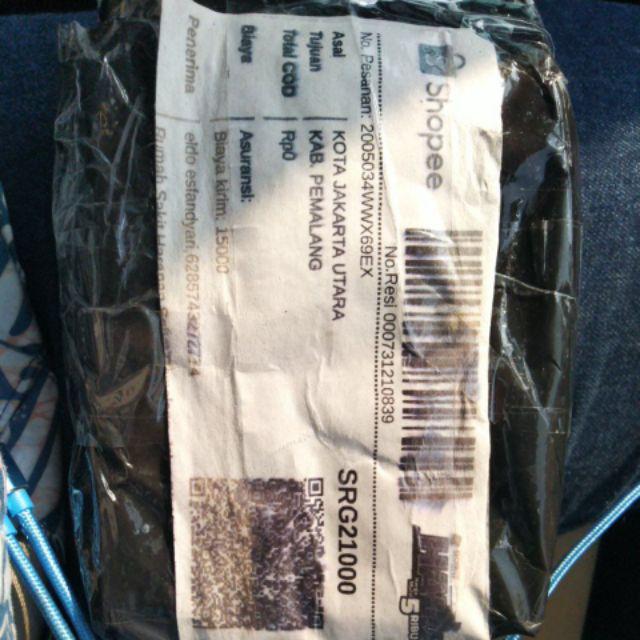 Shopee
No.Resi 000731210839
No. Pesanan 2005034WWX69EX
Asal KOTA JAKARTA UTARA
Tujuan KAB. PEMALANG
Total COD Rp0
SRG21000
Biaya Asuransi:
Biaya kirim. 15000
Penerima eldo estandyan
Rumah